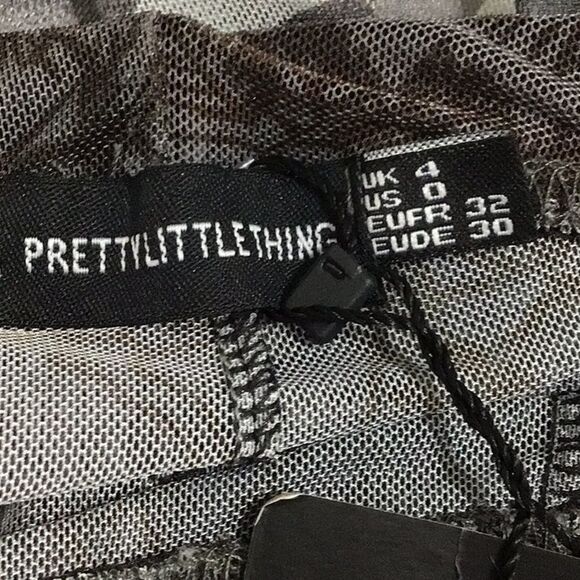 PRETTYLITTLETHING
UK 4
US 0
EUFR 32
EUDE 30